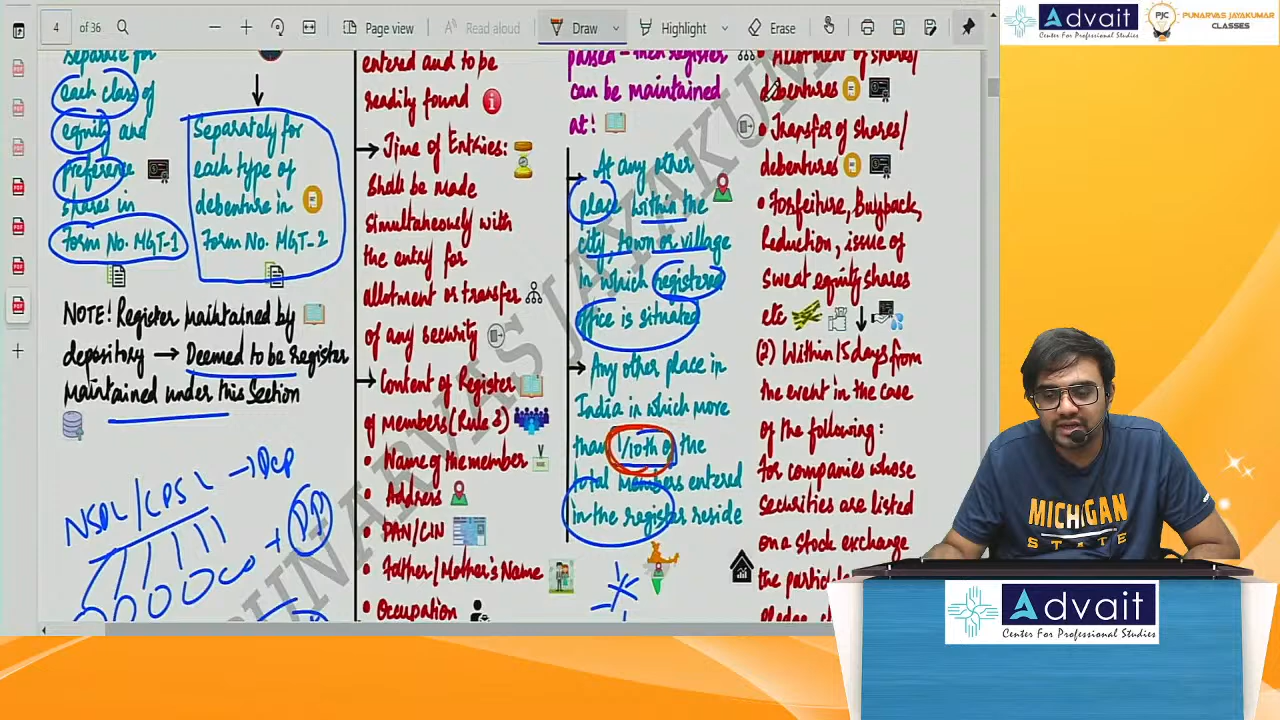 4 of 36 Page view Read aloud Draw Highlight Erase
Advait
Center For Professional Studies
PJC
PUNARVAS JAYAKUMAR
CLASSES
separate for
each class of
equity and
preference
shares in
Form No. MGT-1
Separately for
each type of
debenture in
Form No. MGT-2
NOTE! Register maintained by
depository → Deemed to be register
maintained under this Section
NSDL/CDSL → Dep
DP
entered and to be
readily found
→ Time of Entries:
Shall be made
simultaneously with
the entry for
allotment or transfer
of any security
→ Content of Register
of members (Rule 3)
• Name of the member
• Address
• PAN/CIN
• Father/Mother's Name
• Occupation
passed - then register
can be maintained
at!
→ At any other
place within the
city, town or village
in which registered
office is situated
→ Any other place in
India in which more
than 1/10th of the
total members entered
in the register reside
• Allotment of shares/
debentures
• Transfer of shares/
debentures
• Forfeiture, Buyback,
Reduction, issue of
sweat equity shares
etc
(2) Within 15 days from
the event in the case
of the following:
for companies whose
securities are listed
on a stock exchange
PUNARVAS JAYAKUM
MICHIGAN
STATE
Advait
Center For Professional Studies